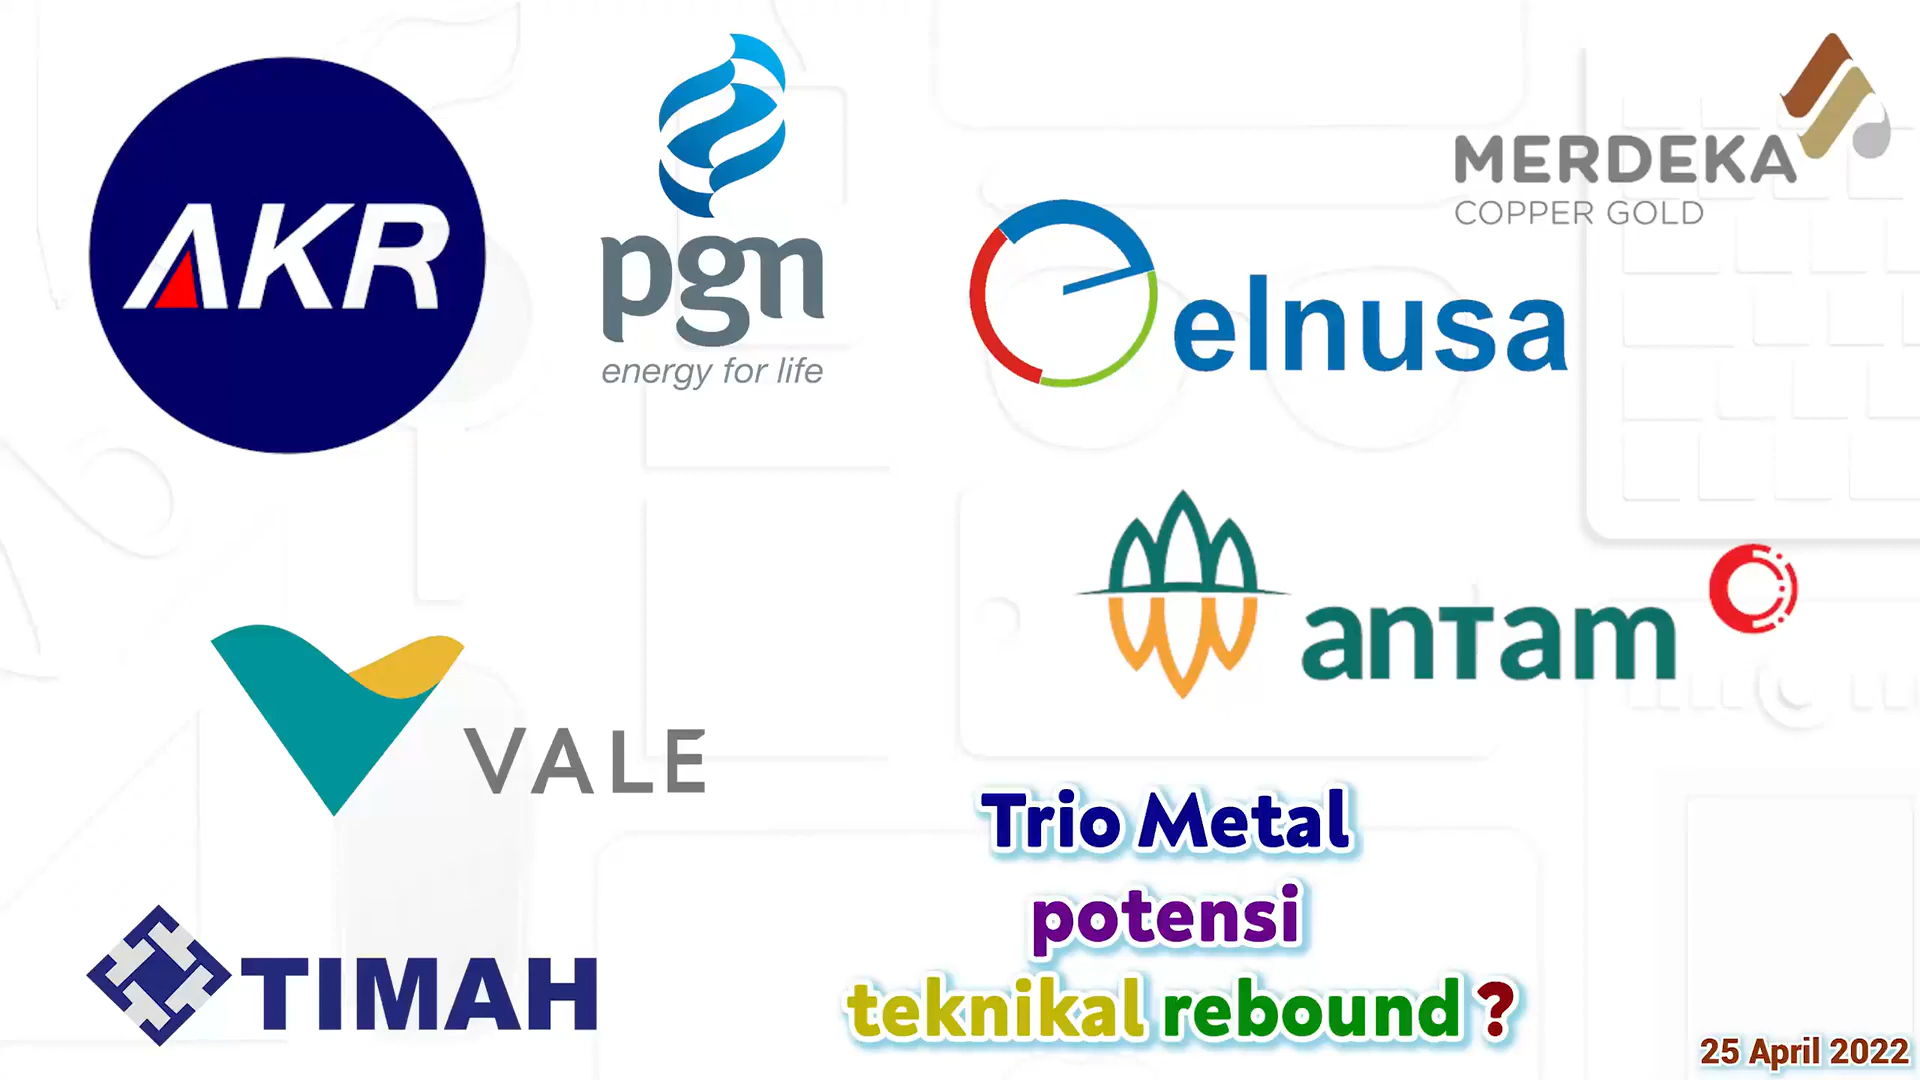 AKR
pgn
energy for life
elnusa
MERDEKA
COPPER GOLD
antam
VALE
TIMAH
Trio Metal
potensi
teknikal rebound ?
25 April 2022